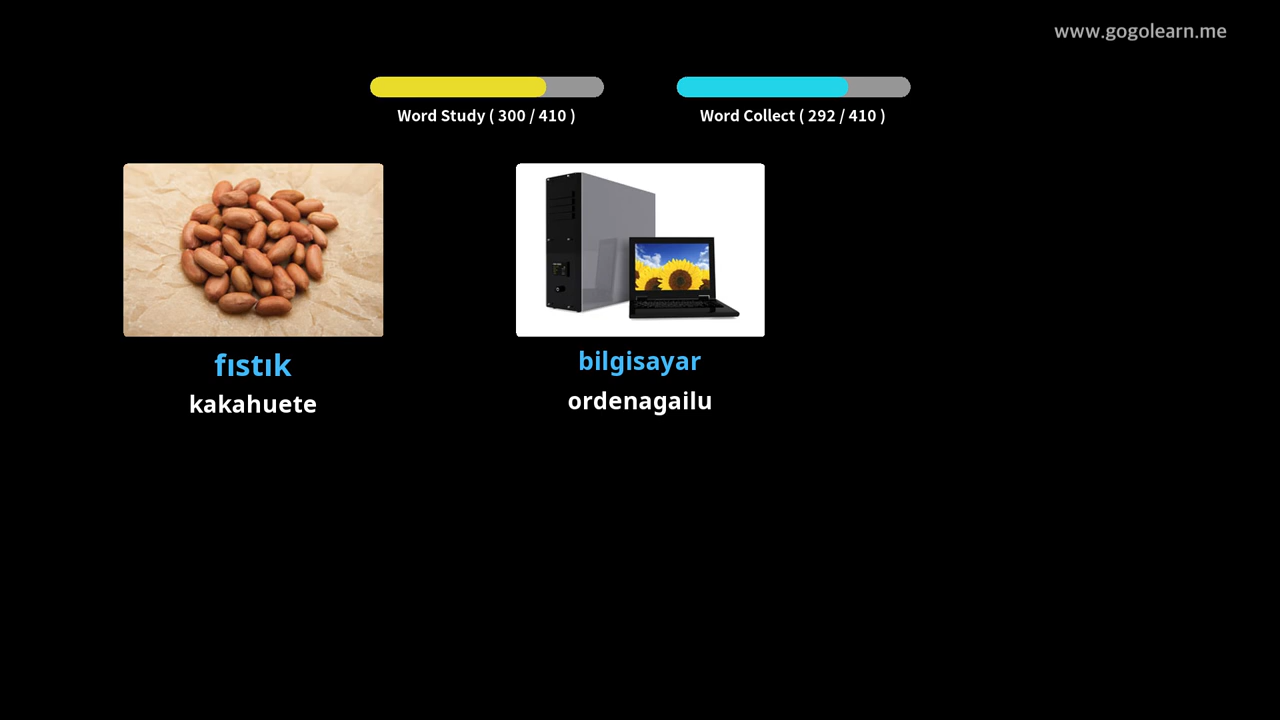 www.gogolearn.me
Word Study ( 300 / 410 )
Word Collect ( 292 / 410 )
fıstık
kakahuete
bilgisayar
ordenagailu